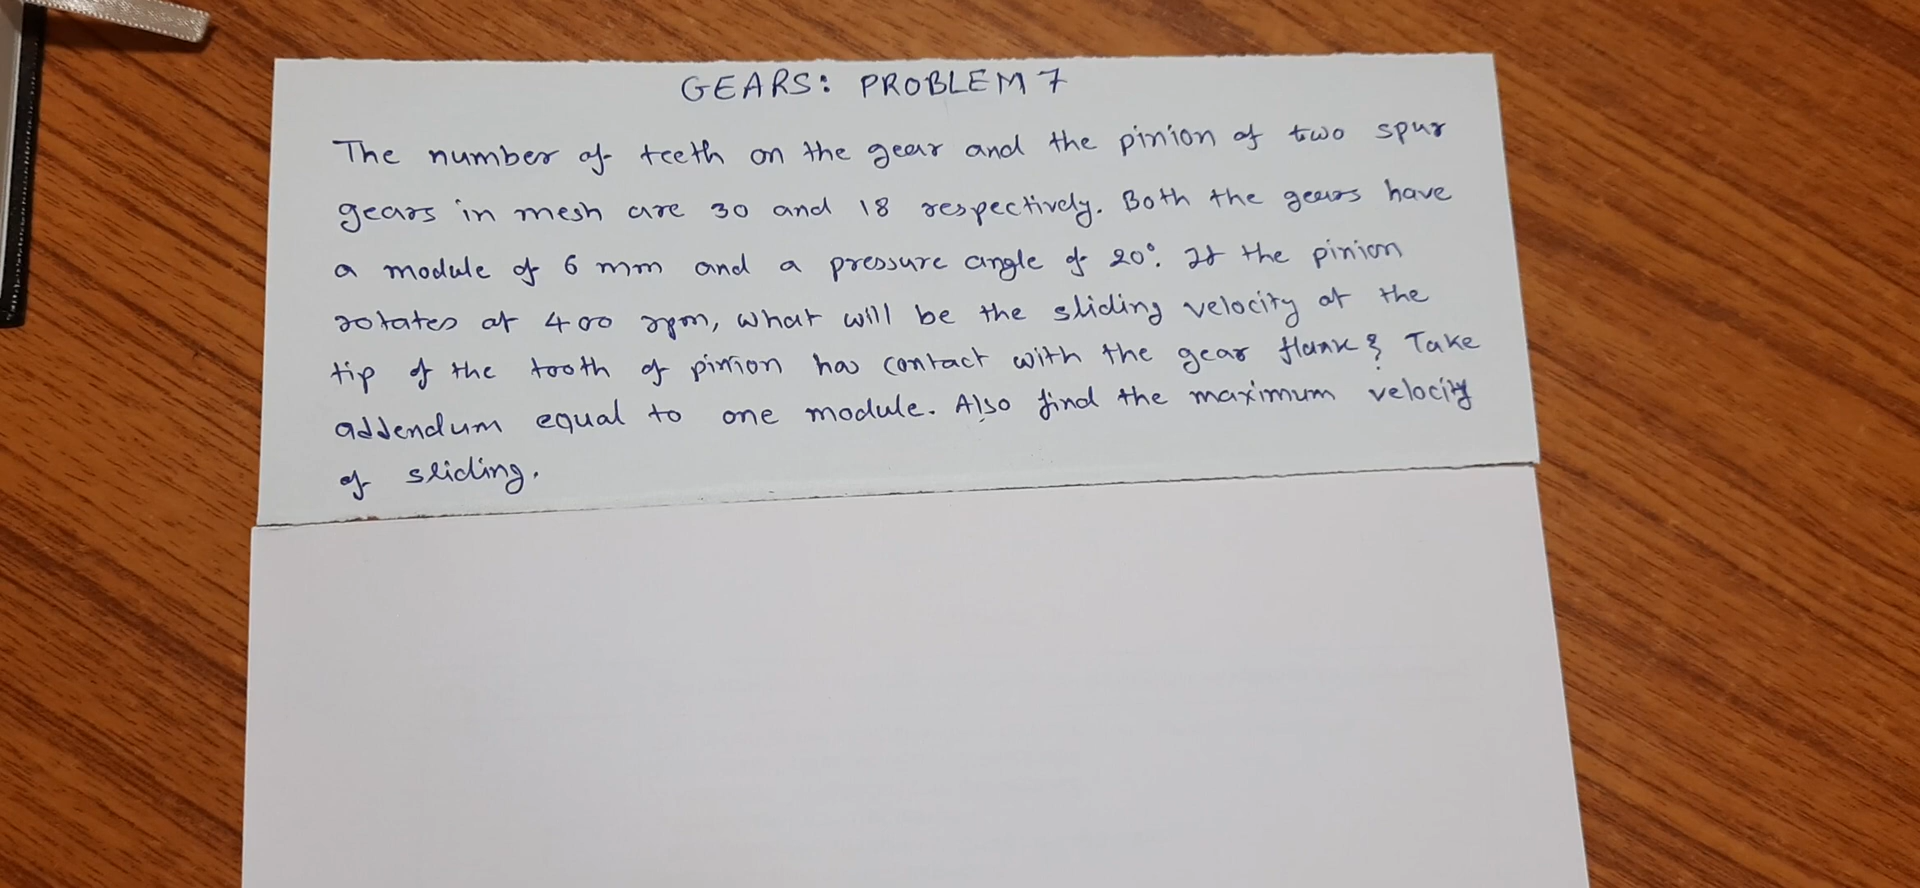 GEARS: PROBLEM 7
The number of teeth on the gear and the pinion of two spur
gears in mesh are 30 and 18 respectively. Both the gears have
a module of 6 mm and a pressure angle of 20°. If the pinion
rotates at 400 rpm, what will be the sliding velocity at the
tip of the tooth of pinion has contact with the gear flank? Take
addendum equal to one module. Also find the maximum velocity
of sliding.